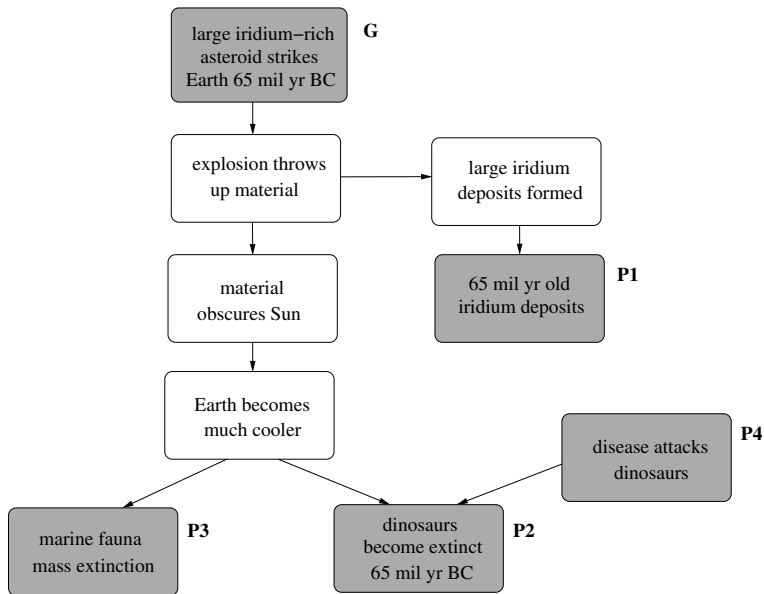 large iridium−rich
asteroid strikes
Earth 65 mil yr BC
G
explosion throws
up material
large iridium
deposits formed
material
obscures Sun
65 mil yr old
iridium deposits
P1
Earth becomes
much cooler
disease attacks
dinosaurs
P4
marine fauna
mass extinction
P3
dinosaurs
become extinct
65 mil yr BC
P2